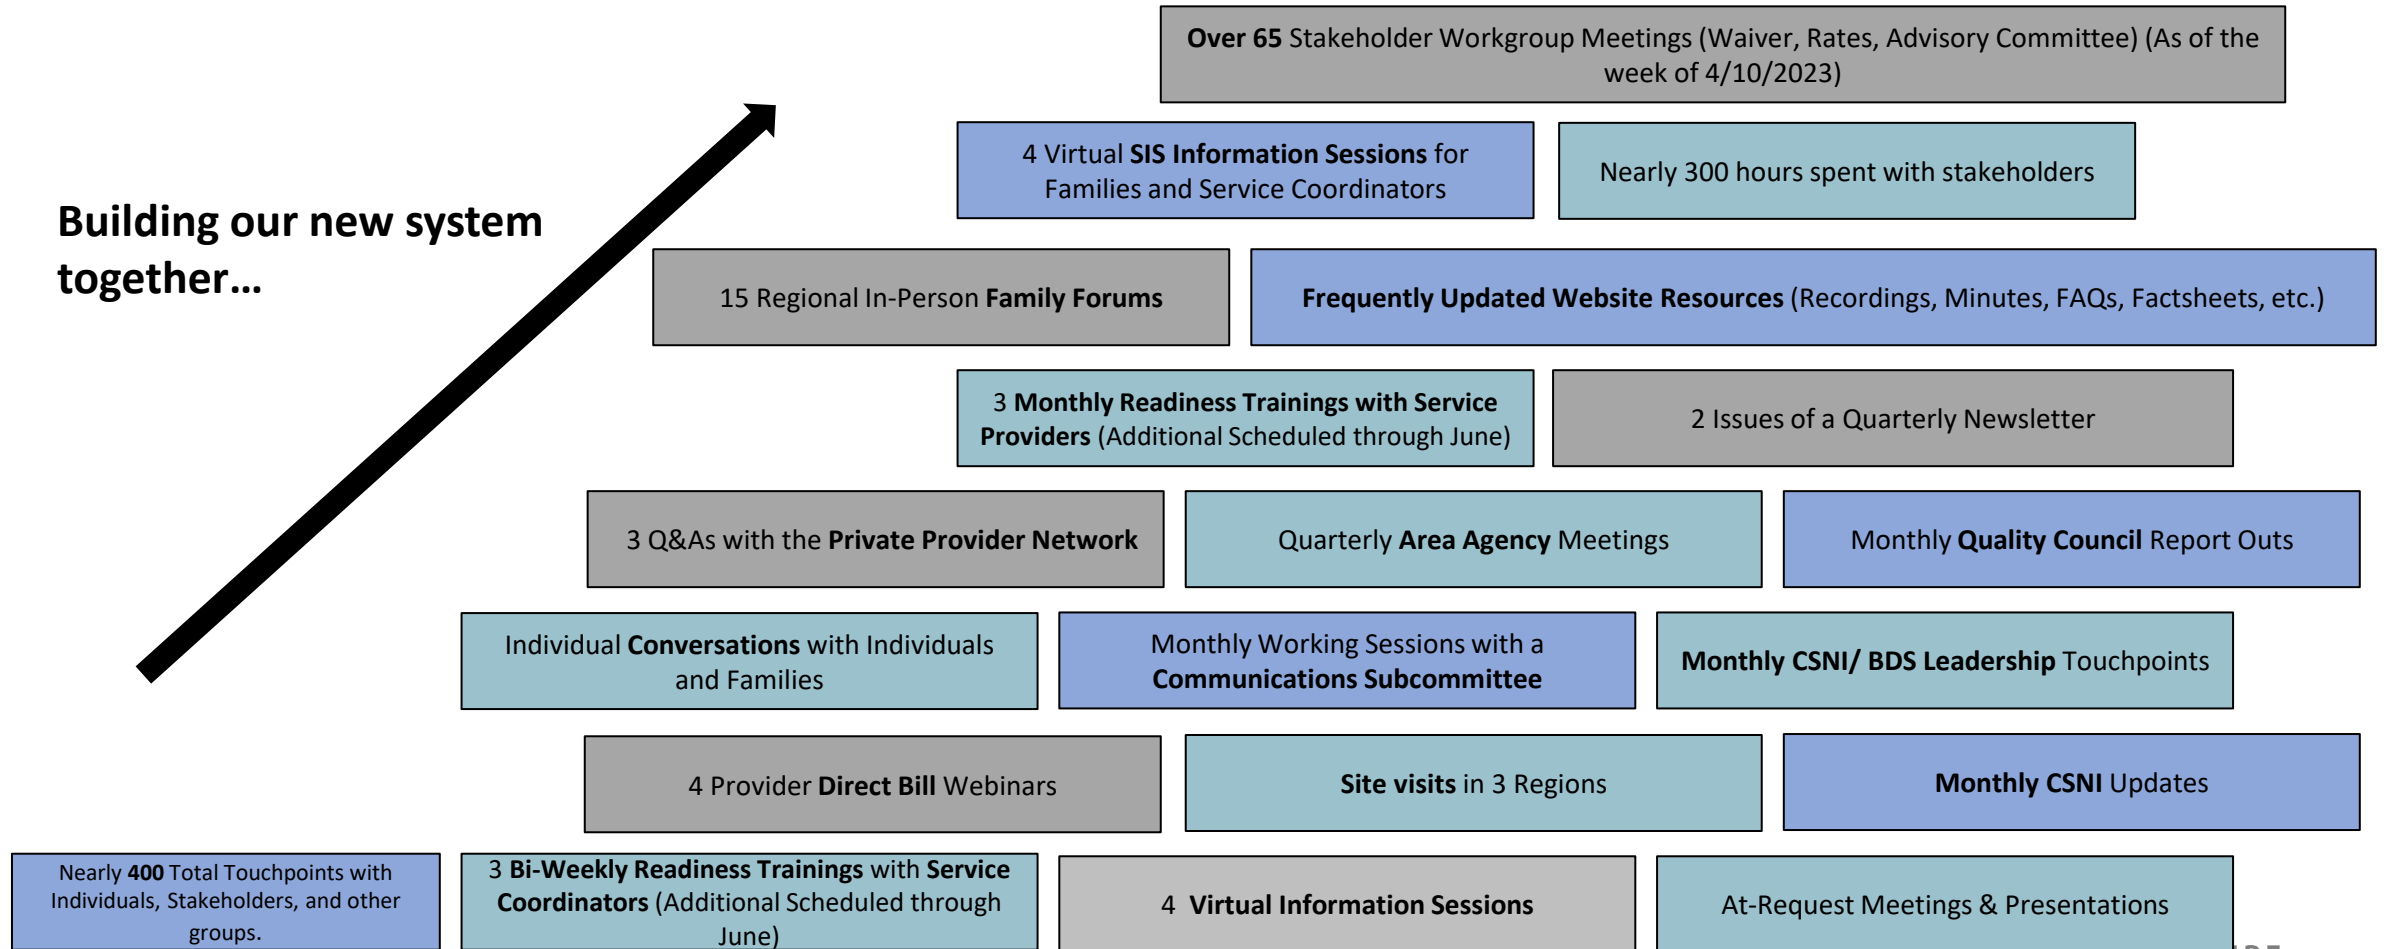 Over 65 Stakeholder Workgroup Meetings (Waiver, Rates, Advisory Committee) (As of the
week of 4/10/2023)
4 Virtual SIS Information Sessions for
Families and Service Coordinators
Nearly 300 hours spent with stakeholders
Building our new system
together…
15 Regional In-Person Family Forums
Frequently Updated Website Resources (Recordings, Minutes, FAQs, Factsheets, etc.)
3 Monthly Readiness Trainings with Service
Providers (Additional Scheduled through June)
2 Issues of a Quarterly Newsletter
3 Q&As with the Private Provider Network
Quarterly Area Agency Meetings
Monthly Quality Council Report Outs
Individual Conversations with Individuals
and Families
Monthly Working Sessions with a
Communications Subcommittee
Monthly CSNI/ BDS Leadership Touchpoints
4 Provider Direct Bill Webinars
Site visits in 3 Regions
Monthly CSNI Updates
Nearly 400 Total Touchpoints with
Individuals, Stakeholders, and other
groups.
3 Bi-Weekly Readiness Trainings with Service
Coordinators (Additional Scheduled through
June)
4 Virtual Information Sessions
At-Request Meetings & Presentations